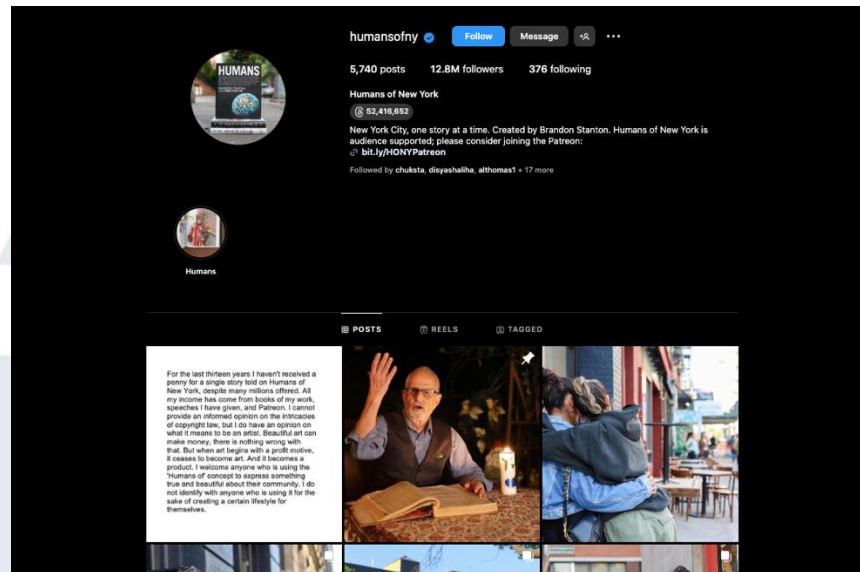 humansofny
Follow
Message
5,740 posts 12.8M followers 376 following
Humans of New York
52,416,652
New York City, one story at a time. Created by Brandon Stanton. Humans of New York is
audience supported; please consider joining the Patreon:
bit.ly/HONYPatreon
Followed by chuksta, disyashaliha, althomas1 + 17 more
HUMANS
Humans
POSTS REELS TAGGED
For the last thirteen years I haven't received a
penny for a single story told on Humans of
New York, despite many millions offered. All
my income has come from books of my work,
speeches I have given, and Patreon. I cannot
provide an informed opinion on the intricacies
of copyright law, but I do have an opinion on
what it means to be an artist. Beautiful art can
make money, there is nothing wrong with
that. But when art begins with a profit motive,
it ceases to become art. And it becomes a
product. I welcome anyone who is using the
'Humans of' concept to express something
true and beautiful about their community. I do
not identify with anyone who is using it for the
sake of creating a certain lifestyle for
themselves.